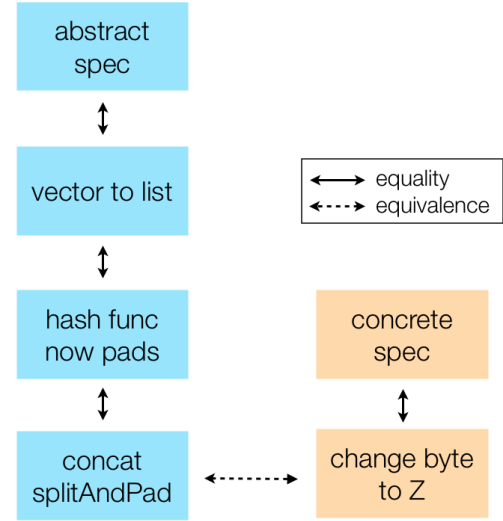 abstract
spec
vector to list
equality
equivalence
hash func
now pads
concrete
spec
concat
splitAndPad
change byte
to Z